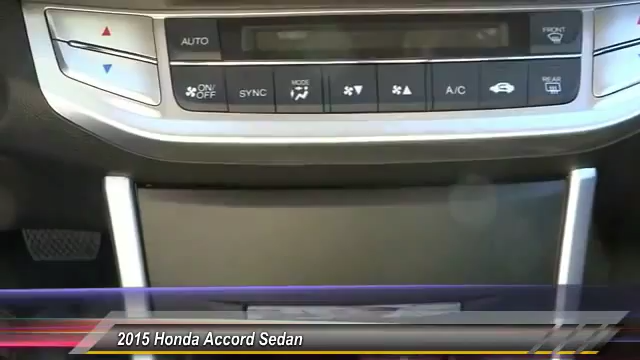 AUTO
FRONT
ON/OFF SYNC MODE A/C REAR
2015 Honda Accord Sedan